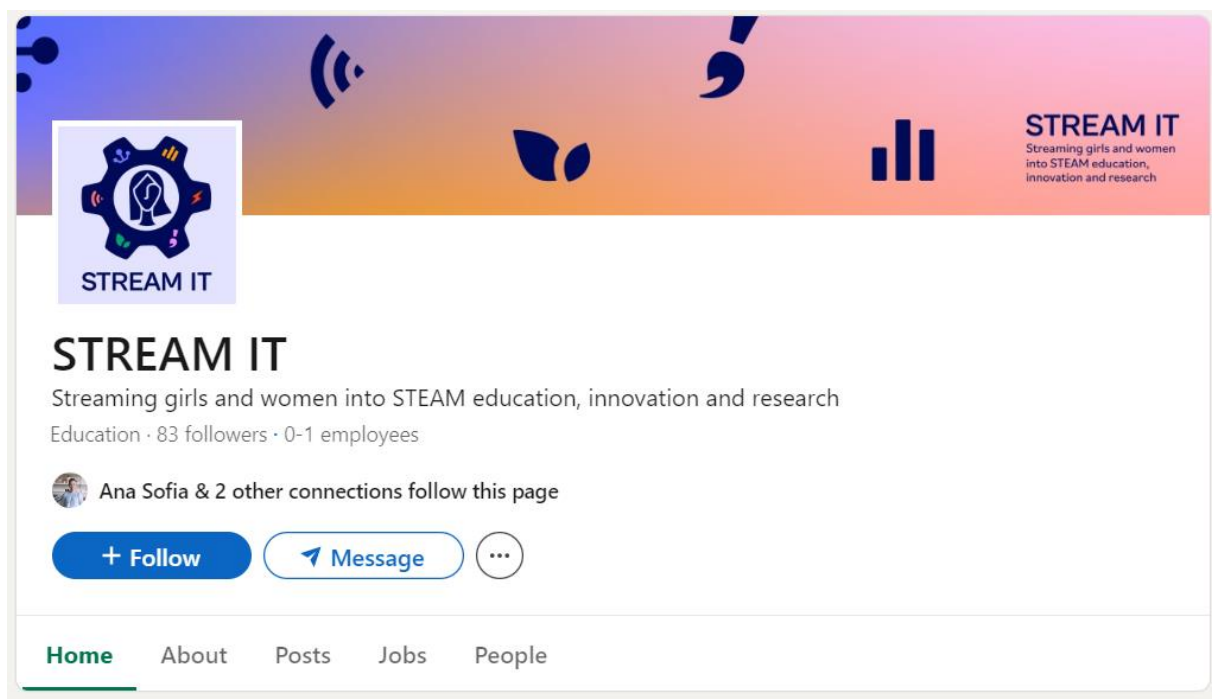 STREAM IT
Streaming girls and women
into STEAM education,
innovation and research
STREAM IT
STREAM IT
Streaming girls and women into STEAM education, innovation and research
Education · 83 followers · 0-1 employees
Ana Sofia & 2 other connections follow this page
+ Follow Message ...
Home About Posts Jobs People